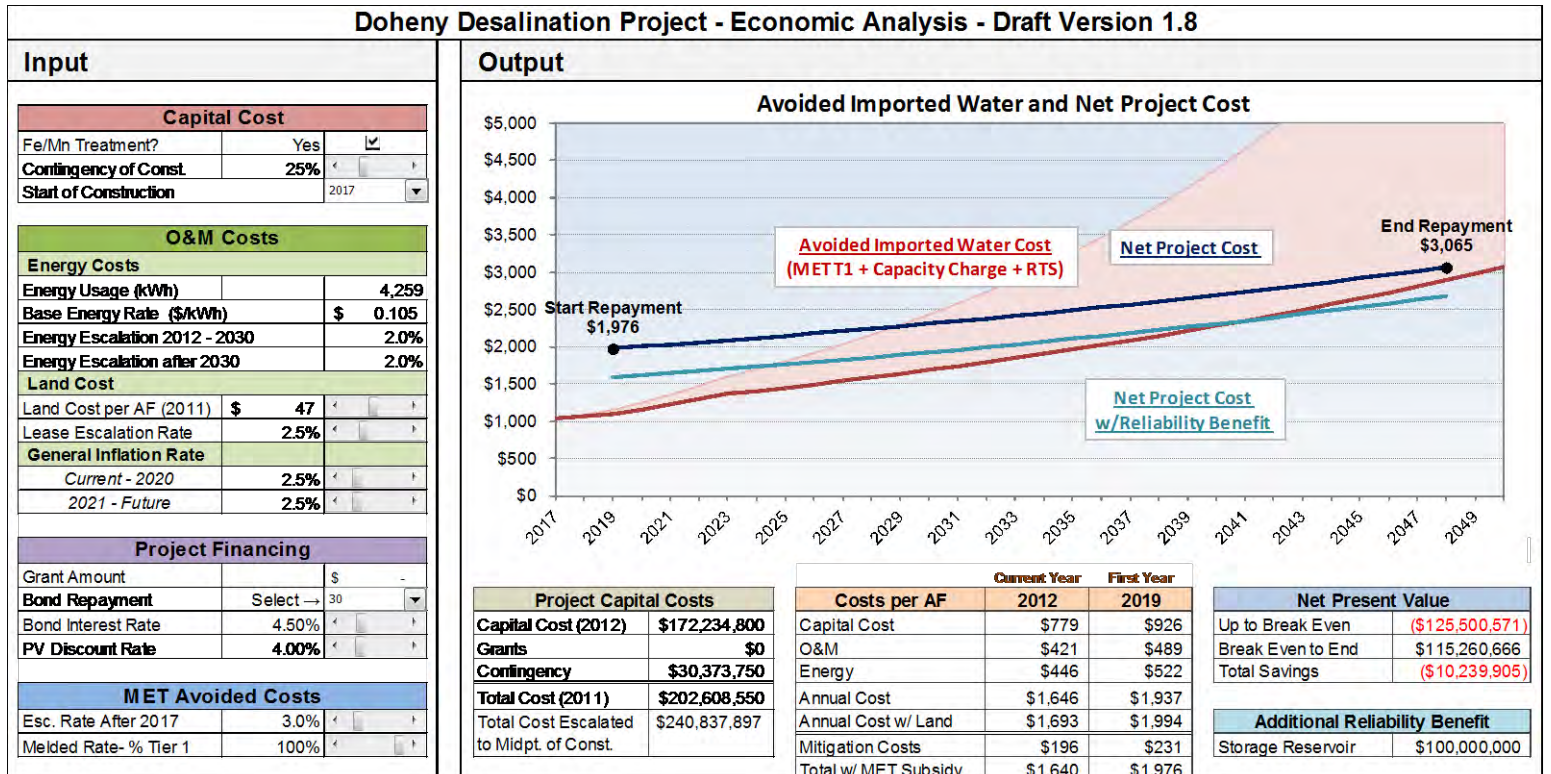 Doheny Desalination Project - Economic Analysis - Draft Version 1.8
Input
Capital Cost
Fe/Mn Treatment? Yes
Contingency of Const. 25%
Start of Construction 2017
O&M Costs
Energy Costs
Energy Usage (kWh) 4,259
Base Energy Rate ($/kWh) $ 0.105
Energy Escalation 2012 - 2030 2.0%
Energy Escalation after 2030 2.0%
Land Cost
Land Cost per AF (2011) $ 47
Lease Escalation Rate 2.5%
General Inflation Rate
Current - 2020 2.5%
2021 - Future 2.5%
Project Financing
Grant Amount $ -
Bond Repayment Select → 30
Bond Interest Rate 4.50%
PV Discount Rate 4.00%
MET Avoided Costs
Esc. Rate After 2017 3.0%
Melded Rate- % Tier 1 100%
Output
Avoided Imported Water and Net Project Cost
$5,000
$4,500
$4,000
$3,500
$3,000
$2,500
$2,000
$1,500
$1,000
$500
$0
Avoided Imported Water Cost
(MET T1 + Capacity Charge + RTS)
Net Project Cost
End Repayment
$3,065
Start Repayment
$1,976
Net Project Cost
w/Reliability Benefit
2017 2019 2021 2023 2025 2027 2029 2031 2033 2035 2037 2039 2041 2043 2045 2047 2049
Project Capital Costs
Capital Cost (2012) $172,234,800
Grants $0
Contingency $30,373,750
Total Cost (2011) $202,608,550
Total Cost Escalated $240,837,897
to Midpt. of Const.
Current Year First Year
Costs per AF 2012 2019
Capital Cost $779 $926
O&M $421 $489
Energy $446 $522
Annual Cost $1,646 $1,937
Annual Cost w/ Land $1,693 $1,994
Mitigation Costs $196 $231
Total w/ MET Subsidy $1,640 $1,976
Net Present Value
Up to Break Even ($125,500,571)
Break Even to End $115,260,666
Total Savings ($10,239,905)
Additional Reliability Benefit
Storage Reservoir $100,000,000